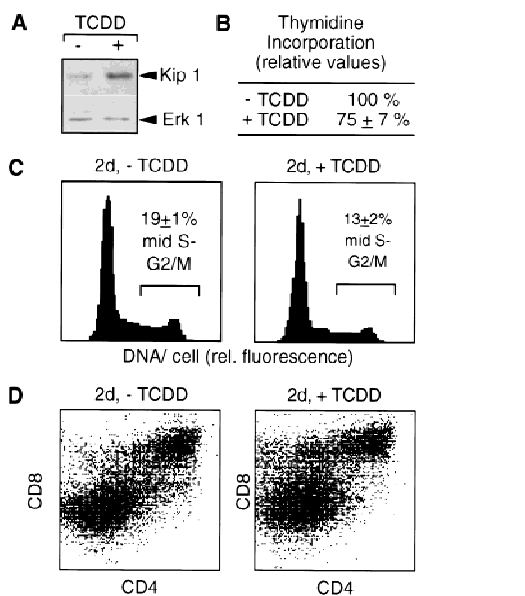 A
TCDD
- +
Kip 1
Erk 1
B
Thymidine
Incorporation
(relative values)
- TCDD 100 %
+ TCDD 75 ± 7 %
C
2d, - TCDD
19±1%
mid S-
G2/M
2d, + TCDD
13±2%
mid S-
G2/M
DNA/ cell (rel. fluorescence)
D
2d, - TCDD
2d, + TCDD
CD8
CD8
CD4
CD4